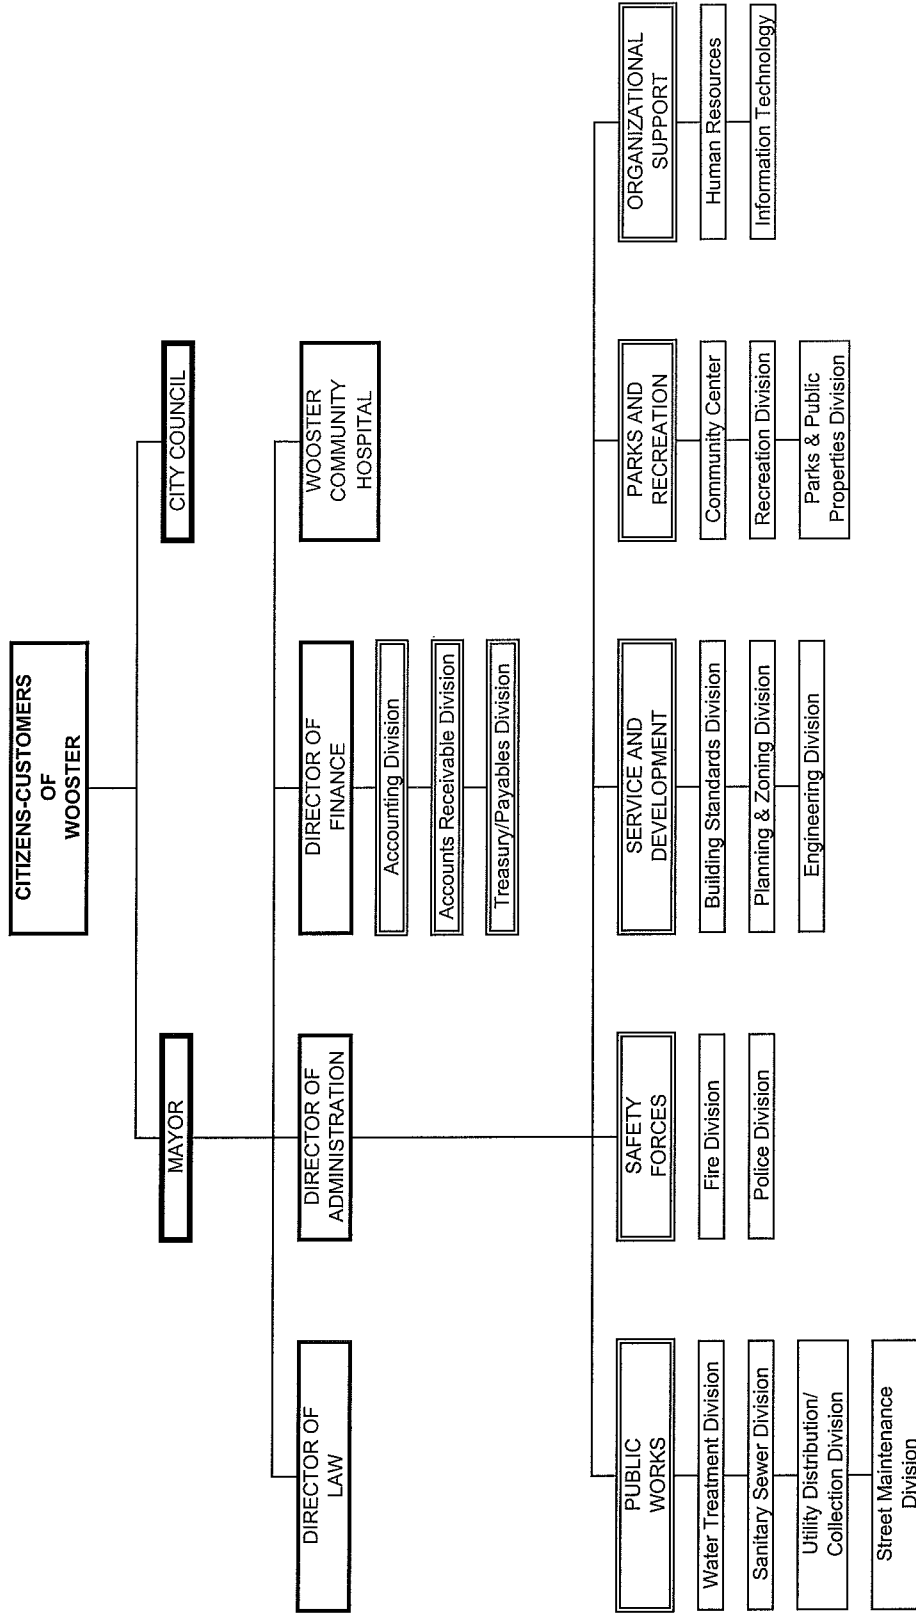 CITIZENS-CUSTOMERS
OF
WOOSTER
MAYOR
CITY COUNCIL
DIRECTOR OF
LAW
DIRECTOR OF
ADMINISTRATION
DIRECTOR OF
FINANCE
Accounting Division
Accounts Receivable Division
Treasury/Payables Division
WOOSTER
COMMUNITY
HOSPITAL
PUBLIC
WORKS
Water Treatment Division
Sanitary Sewer Division
Utility Distribution/
Collection Division
Street Maintenance
Division
SAFETY
FORCES
Fire Division
Police Division
SERVICE AND
DEVELOPMENT
Building Standards Division
Planning & Zoning Division
Engineering Division
PARKS AND
RECREATION
Community Center
Recreation Division
Parks & Public
Properties Division
ORGANIZATIONAL
SUPPORT
Human Resources
Information Technology